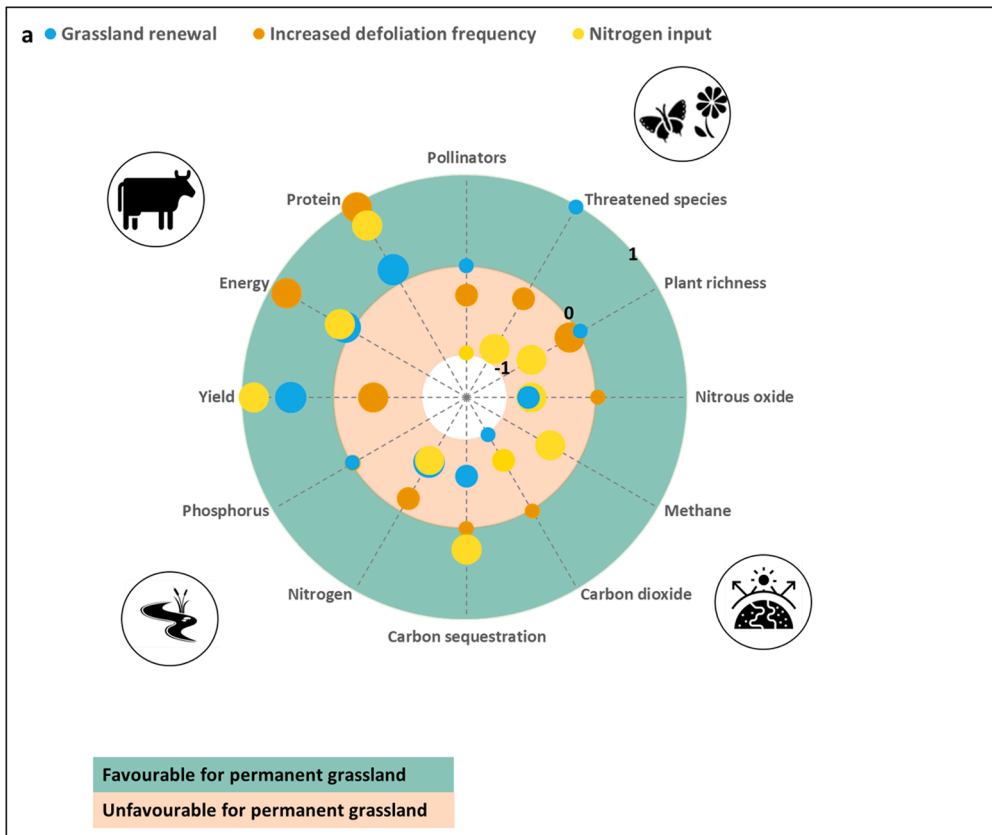 a Grassland renewal Increased defoliation frequency Nitrogen input
Pollinators
Protein Threatened species
1
Energy Plant richness
0
-1
Yield Nitrous oxide
Phosphorus Methane
Nitrogen Carbon dioxide
Carbon sequestration
Favourable for permanent grassland
Unfavourable for permanent grassland